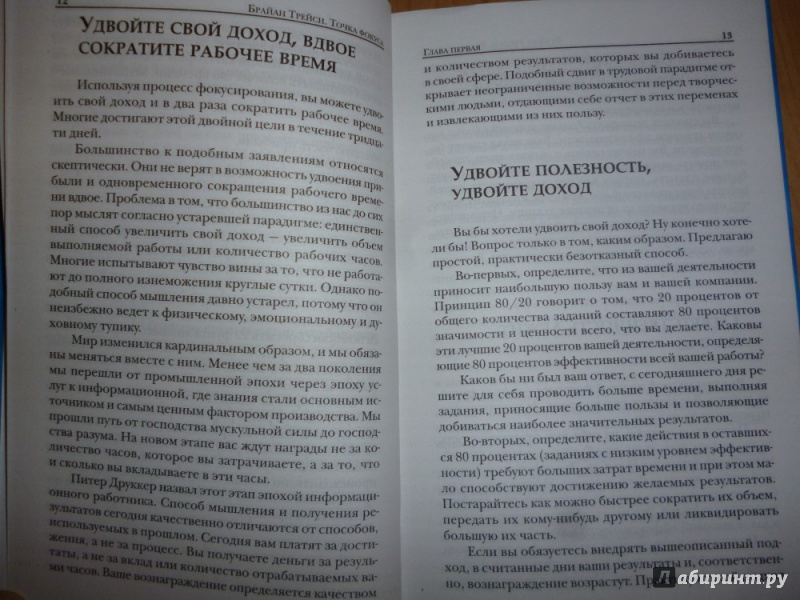 12
Брайан Трейси. Точка фокуса
Удвойте свой доход, вдвое
сократите рабочее время
Используя процесс фокусирования, вы можете удво-
ить свой доход и в два раза сократить рабочее время.
Многие достигают этой двойной цели в течение тридца-
ти дней.
Большинство к подобным заявлениям относятся
скептически. Они не верят в возможность удвоения при-
были и одновременного сокращения рабочего време-
ни вдвое. Проблема в том, что большинство из нас до сих
пор мыслят согласно устаревшей парадигме: единствен-
ный способ увеличить свой доход — увеличить объем
выполняемой работы или количество рабочих часов.
Многие испытывают чувство вины за то, что не работа-
ют до полного изнеможения круглые сутки. Однако по-
добный способ мышления давно устарел, потому что он
неизбежно ведет к физическому, эмоциональному и ду-
ховному тупику.
Мир изменился кардинальным образом, и мы обяза-
ны меняться вместе с ним. Менее чем за два поколения
мы перешли от промышленной эпохи через эпоху ус-
луг к информационной, где знания стали основным ис-
точником и самым ценным фактором производства. Мы
прошли путь от господства мускульной силы до господ-
ства разума. На новом этапе вас ждут награды не за ко-
личество часов, которое вы затрачиваете, а за то, что
и сколько вы вкладываете в эти часы.
Питер Друккер назвал этот этап эпохой информаци-
онного работника. Способ мышления и получения ре-
зультатов сегодня качественно отличаются от способов,
используемых в прошлом. Сегодня вам платят за дости-
жения, а не за процесс. Вы получаете деньги за резуль-
таты, а не за вклад или количество отрабатываемых ва-
ми часов. Ваше вознаграждение определяется качеством
Глава первая
13
и количеством результатов, которых вы добиваетесь
в своей сфере. Подобный сдвиг в трудовой парадигме от-
крывает неограниченные возможности перед творчес-
кими людьми, отдающими себе отчет в этих переменах
и извлекающими из них пользу.
Удвойте полезность,
удвойте доход
Вы бы хотели удвоить свой доход? Ну конечно хоте-
ли бы! Вопрос только в том, каким образом. Предлагаю
простой, практически безотказный способ.
Во-первых, определите, что из вашей деятельности
приносит наибольшую пользу вам и вашей компании.
Принцип 80/20 говорит о том, что 20 процентов от
общего количества заданий составляют 80 процентов
значимости и ценности всего, что вы делаете. Каковы
эти лучшие 20 процентов вашей деятельности, определя-
ющие 80 процентов эффективности всей вашей работы?
Каков бы ни был ваш ответ, с сегодняшнего дня ре-
шите для себя проводить больше времени, выполняя
задания, приносящие больше пользы и позволяющие
добиться наиболее значительных результатов.
Во-вторых, определите, какие действия в оставших-
ся 80 процентах (заданиях с низким уровнем эффектив-
ности) требуют больших затрат времени и при этом ма-
ло способствуют достижению желаемых результатов.
Постарайтесь как можно быстрее сократить их объем,
передать их кому-нибудь другому или ликвидировать
большую их часть.
Если вы обязуетесь внедрять вышеописанный под-
ход, в считанные дни ваши результаты и, соответствен-
но, вознаграждение возрастут. Пр
Лабиринт.ру